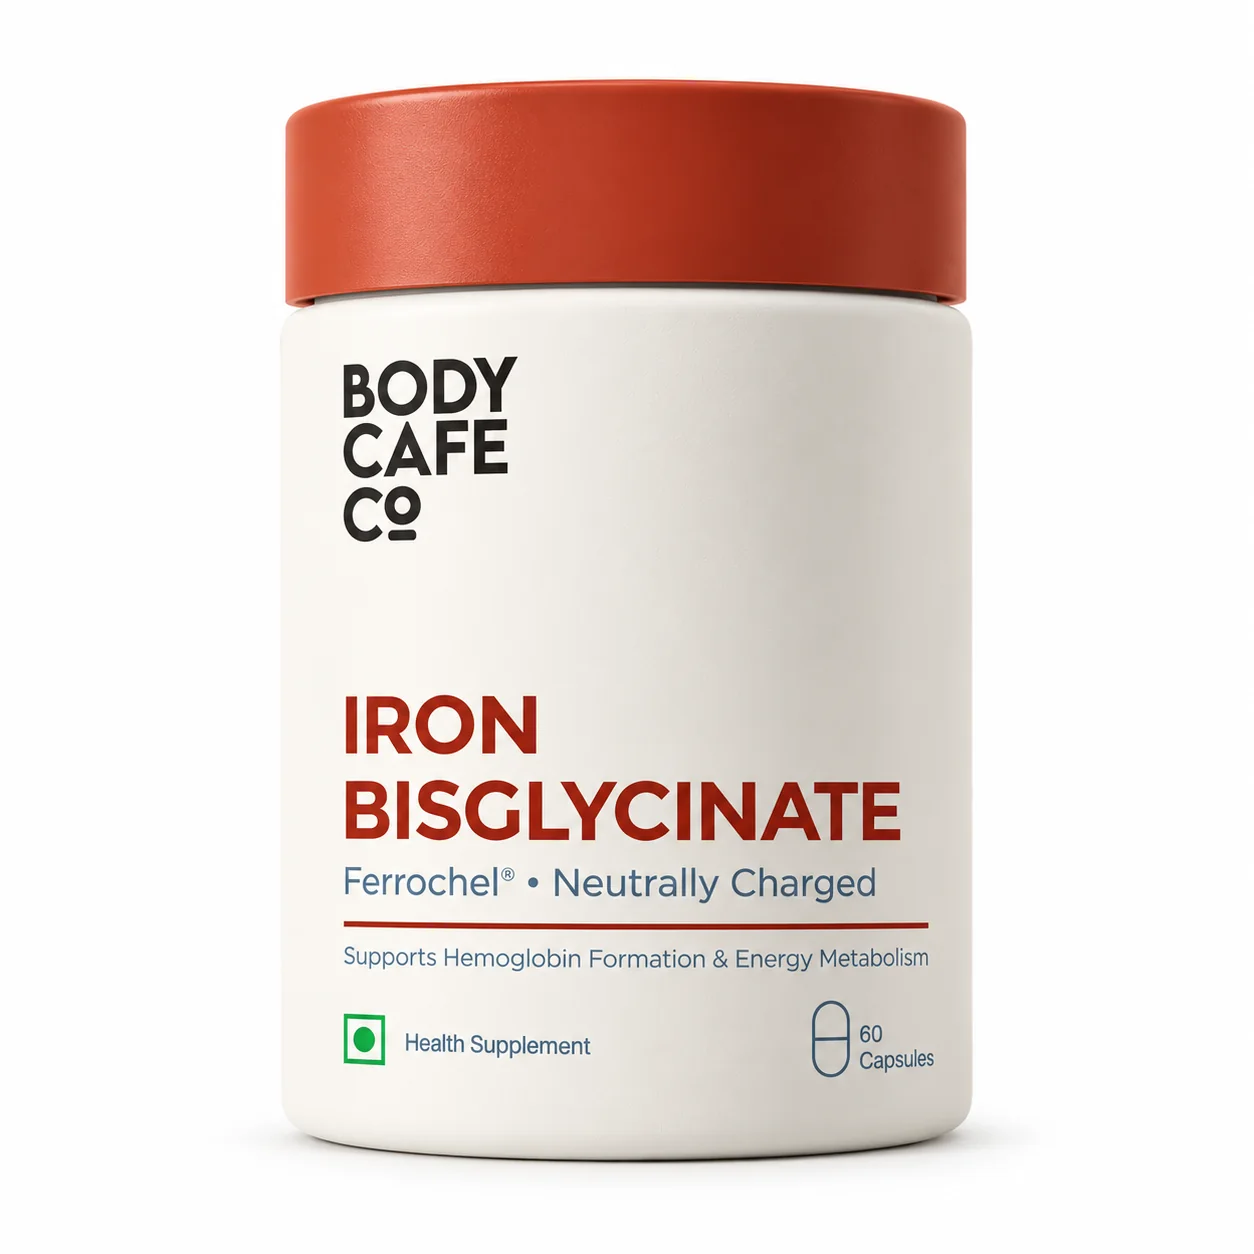 BODY
CAFE
Co
IRON
BISGLYCINATE
Ferrochel® • Neutrally Charged
Supports Hemoglobin Formation & Energy Metabolism
Health Supplement
60
Capsules